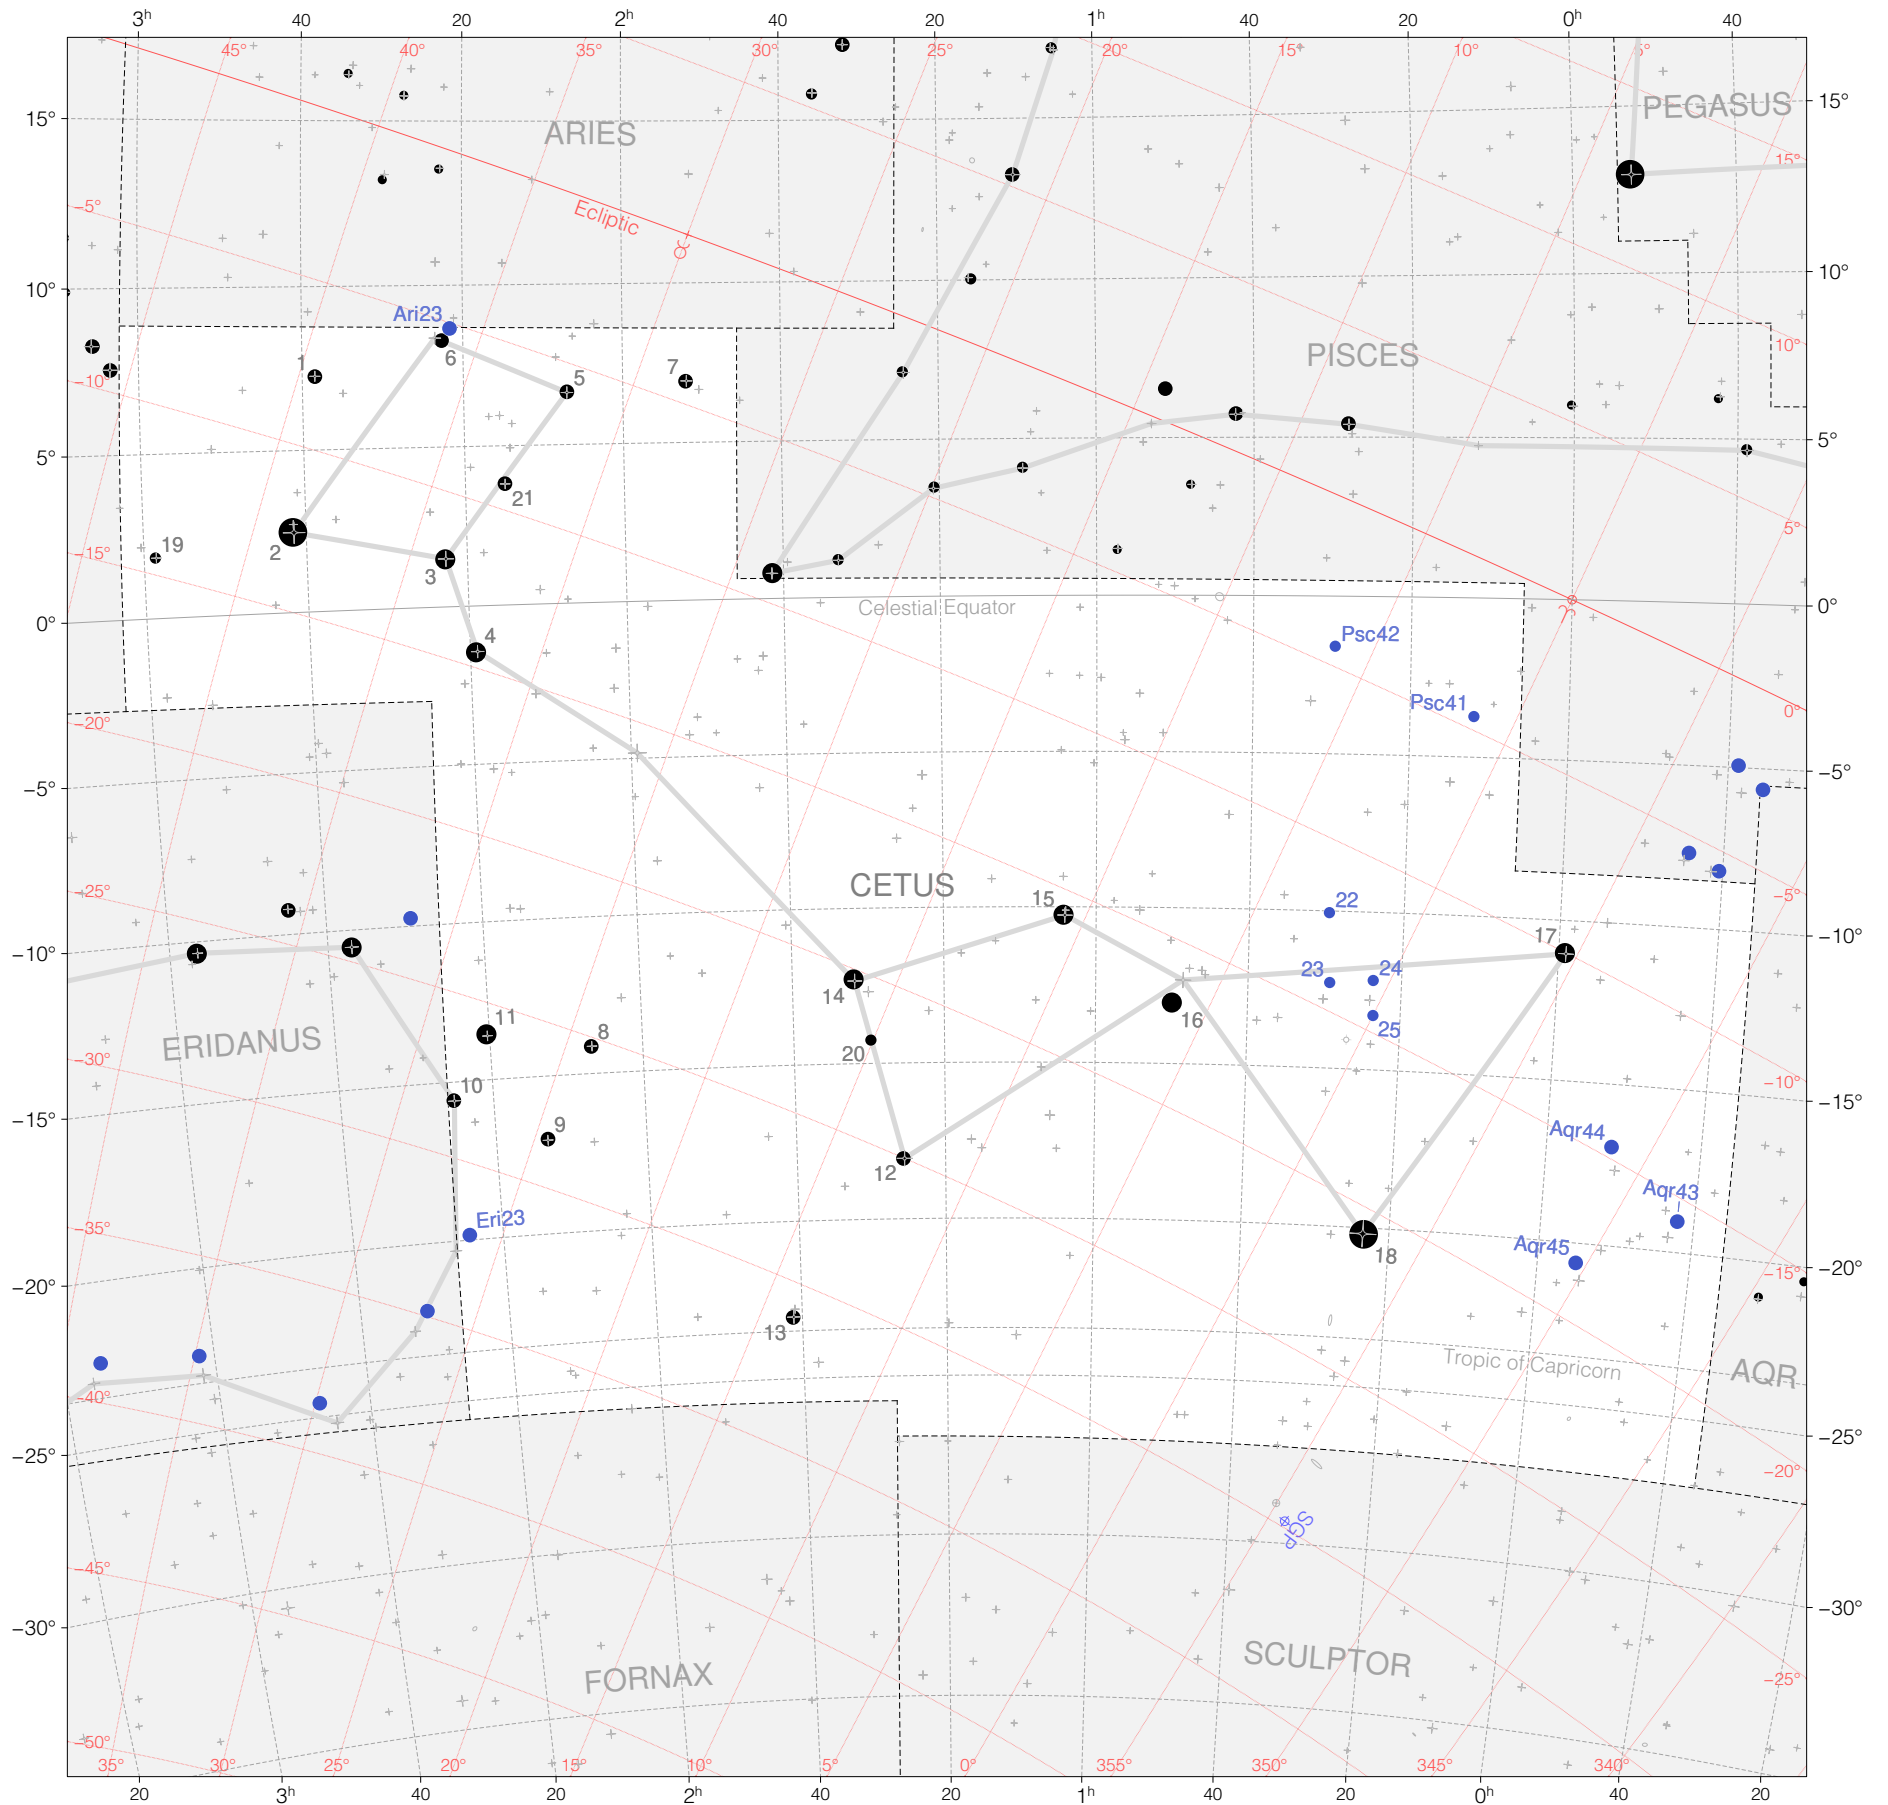 3h 40 20 2h 40 20 1h 40 20 0h 40
45° 40° 35° 30° 25° 20° 15° 10° 5°
15° ARIES PEGASUS 15°
15°
−5° Ecliptic
10° 10°
Ari23
6
1 5 7 PISCES 10°
−10°
5° 5°
21
2 19 3 5°
−15°
0° Celestial Equator 0°
4 Psc42
Psc41 0°
−20°
−5° −5°
CETUS
−25° 15 22 −5°
−10° 17 −10°
14 23 24
11 8 16 25
ERIDANUS 20
−30° 10 −10°
−15° −15°
9 Aqr44
12
Aqr43
−35° Eri23 Aqr45
18
−20° −15° −20°
13
Tropic of Capricorn
−40° AQR
−25° −25°
−20°
SGP
−45°
−30° −30°
FORNAX SCULPTOR
−25°
−50°
35° 30° 25° 20° 15° 10° 5° 0° 355° 350° 345° 340°
20 3h 40 20 2h 40 20 1h 40 20 0h 40 20